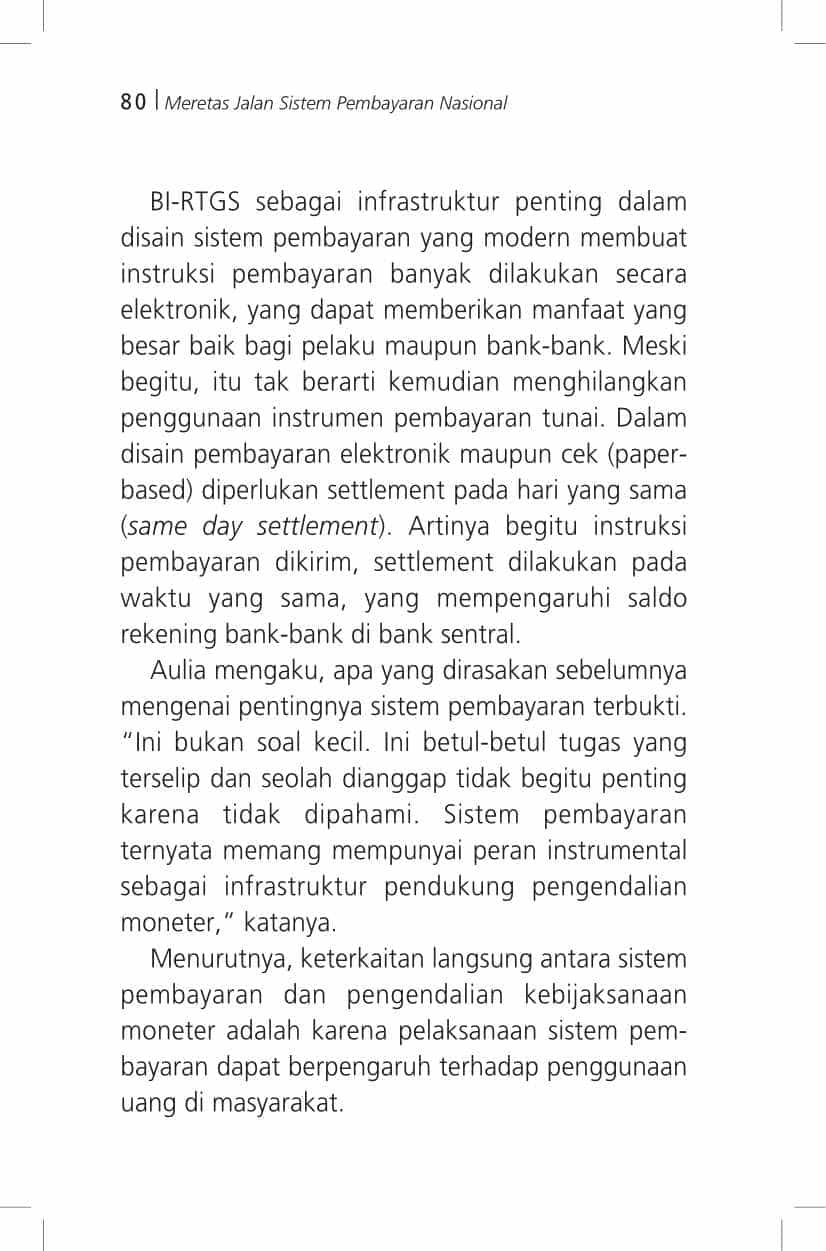 80 | Meretas Jalan Sistem Pembayaran Nasional
BI-RTGS sebagai infrastruktur penting dalam
disain sistem pembayaran yang modern membuat
instruksi pembayaran banyak dilakukan secara
elektronik, yang dapat memberikan manfaat yang
besar baik bagi pelaku maupun bank-bank. Meski
begitu, itu tak berarti kemudian menghilangkan
penggunaan instrumen pembayaran tunai. Dalam
disain pembayaran elektronik maupun cek (paper-
based) diperlukan settlement pada hari yang sama
(same day settlement). Artinya begitu instruksi
pembayaran dikirim, settlement dilakukan pada
waktu yang sama, yang mempengaruhi saldo
rekening bank-bank di bank sentral.
Aulia mengaku, apa yang dirasakan sebelumnya
mengenai pentingnya sistem pembayaran terbukti.
“Ini bukan soal kecil. Ini betul-betul tugas yang
terselip dan seolah dianggap tidak begitu penting
karena tidak dipahami. Sistem pembayaran
ternyata memang mempunyai peran instrumental
sebagai infrastruktur pendukung pengendalian
moneter,“ katanya.
Menurutnya, keterkaitan langsung antara sistem
pembayaran dan pengendalian kebijaksanaan
moneter adalah karena pelaksanaan sistem pem-
bayaran dapat berpengaruh terhadap penggunaan
uang di masyarakat.